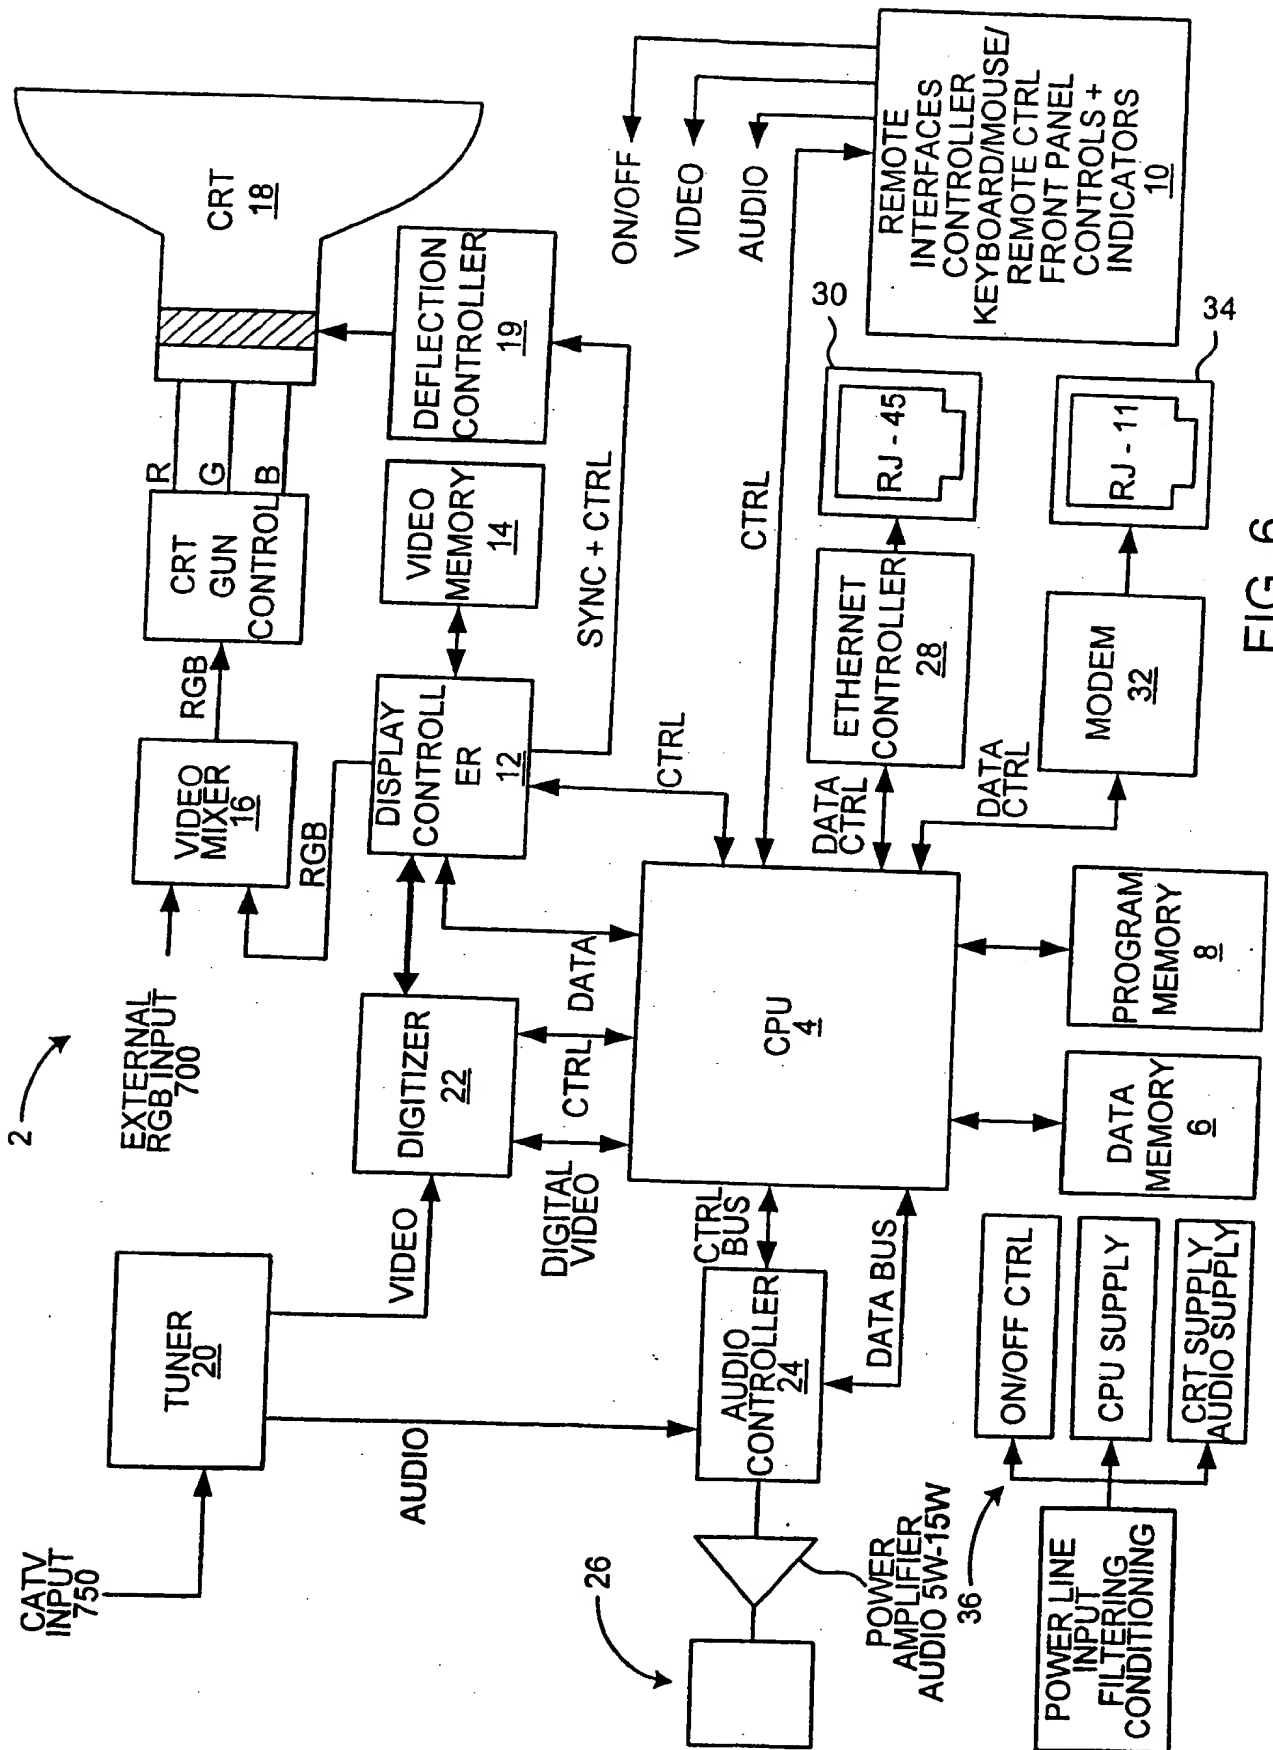 2
CATV
INPUT
750
TUNER
20
VIDEO
AUDIO
EXTERNAL
RGB INPUT
700
VIDEO
MIXER
16
RGB
RGB
CRT
GUN
CONTROL
R
G
B
CRT
18
DIGITIZER
22
DISPLAY
CONTROLL
ER
12
VIDEO
MEMORY
14
DEFLECTION
CONTROLLER
19
SYNC + CTRL
DIGITAL
VIDEO
CTRL
DATA
CTRL
CTRL
ON/OFF
VIDEO
AUDIO
26
POWER
AMPLIFIER
AUDIO 5W-15W
AUDIO
CONTROLLER
24
CTRL
BUS
DATA BUS
CPU
4
DATA
CTRL
ETHERNET
CONTROLLER
28
RJ - 45
30
REMOTE
INTERFACES
CONTROLLER
KEYBOARD/MOUSE/
REMOTE CTRL
FRONT PANEL
CONTROLS +
INDICATORS
10
DATA
CTRL
MODEM
32
RJ - 11
34
36
POWER LINE
INPUT
FILTERING
CONDITIONING
ON/OFF CTRL
CPU SUPPLY
CRT SUPPLY
AUDIO SUPPLY
DATA
MEMORY
6
PROGRAM
MEMORY
8
FIG. 6